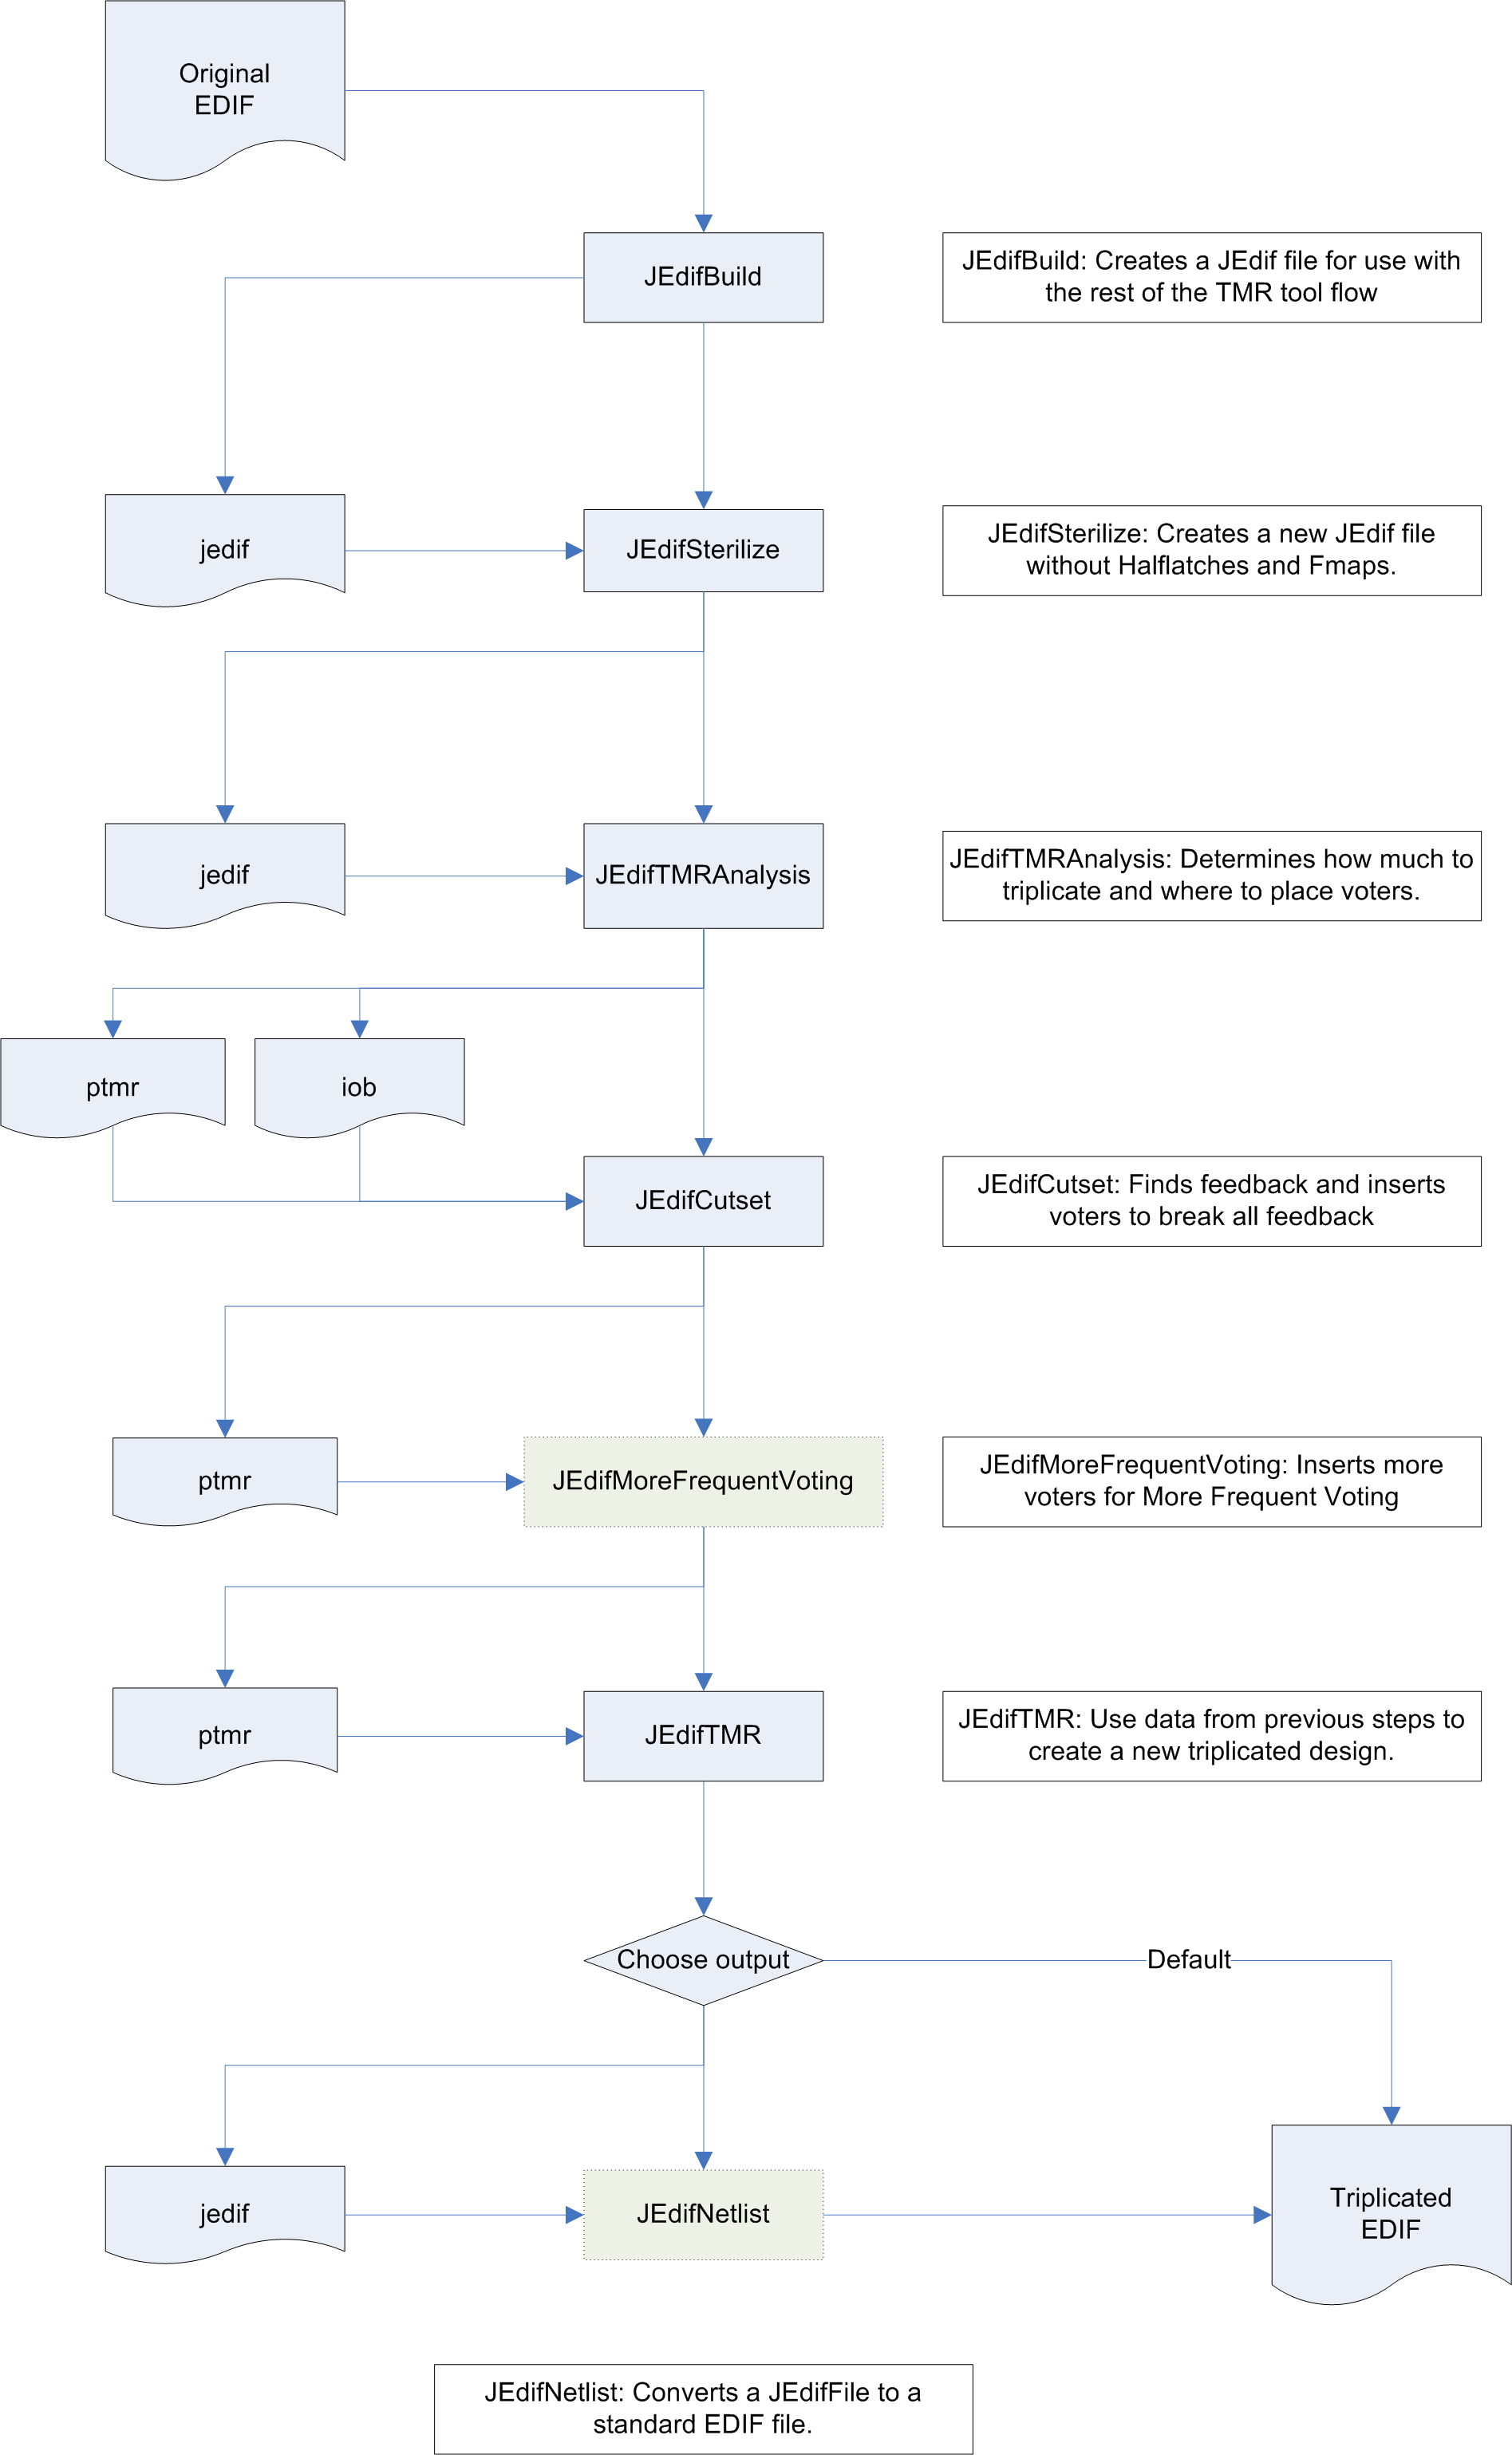 Original
EDIF
JEdifBuild
JEdifBuild: Creates a JEdif file for use with
the rest of the TMR tool flow
jedif
JEdifSterilize
JEdifSterilize: Creates a new JEdif file
without Halflatches and Fmaps.
jedif
JEdifTMRAnalysis
JEdifTMRAnalysis: Determines how much to
triplicate and where to place voters.
ptmr
iob
JEdifCutset
JEdifCutset: Finds feedback and inserts
voters to break all feedback
ptmr
JEdifMoreFrequentVoting
JEdifMoreFrequentVoting: Inserts more
voters for More Frequent Voting
ptmr
JEdifTMR
JEdifTMR: Use data from previous steps to
create a new triplicated design.
Choose output
Default
jedif
JEdifNetlist
Triplicated
EDIF
JEdifNetlist: Converts a JEdifFile to a
standard EDIF file.